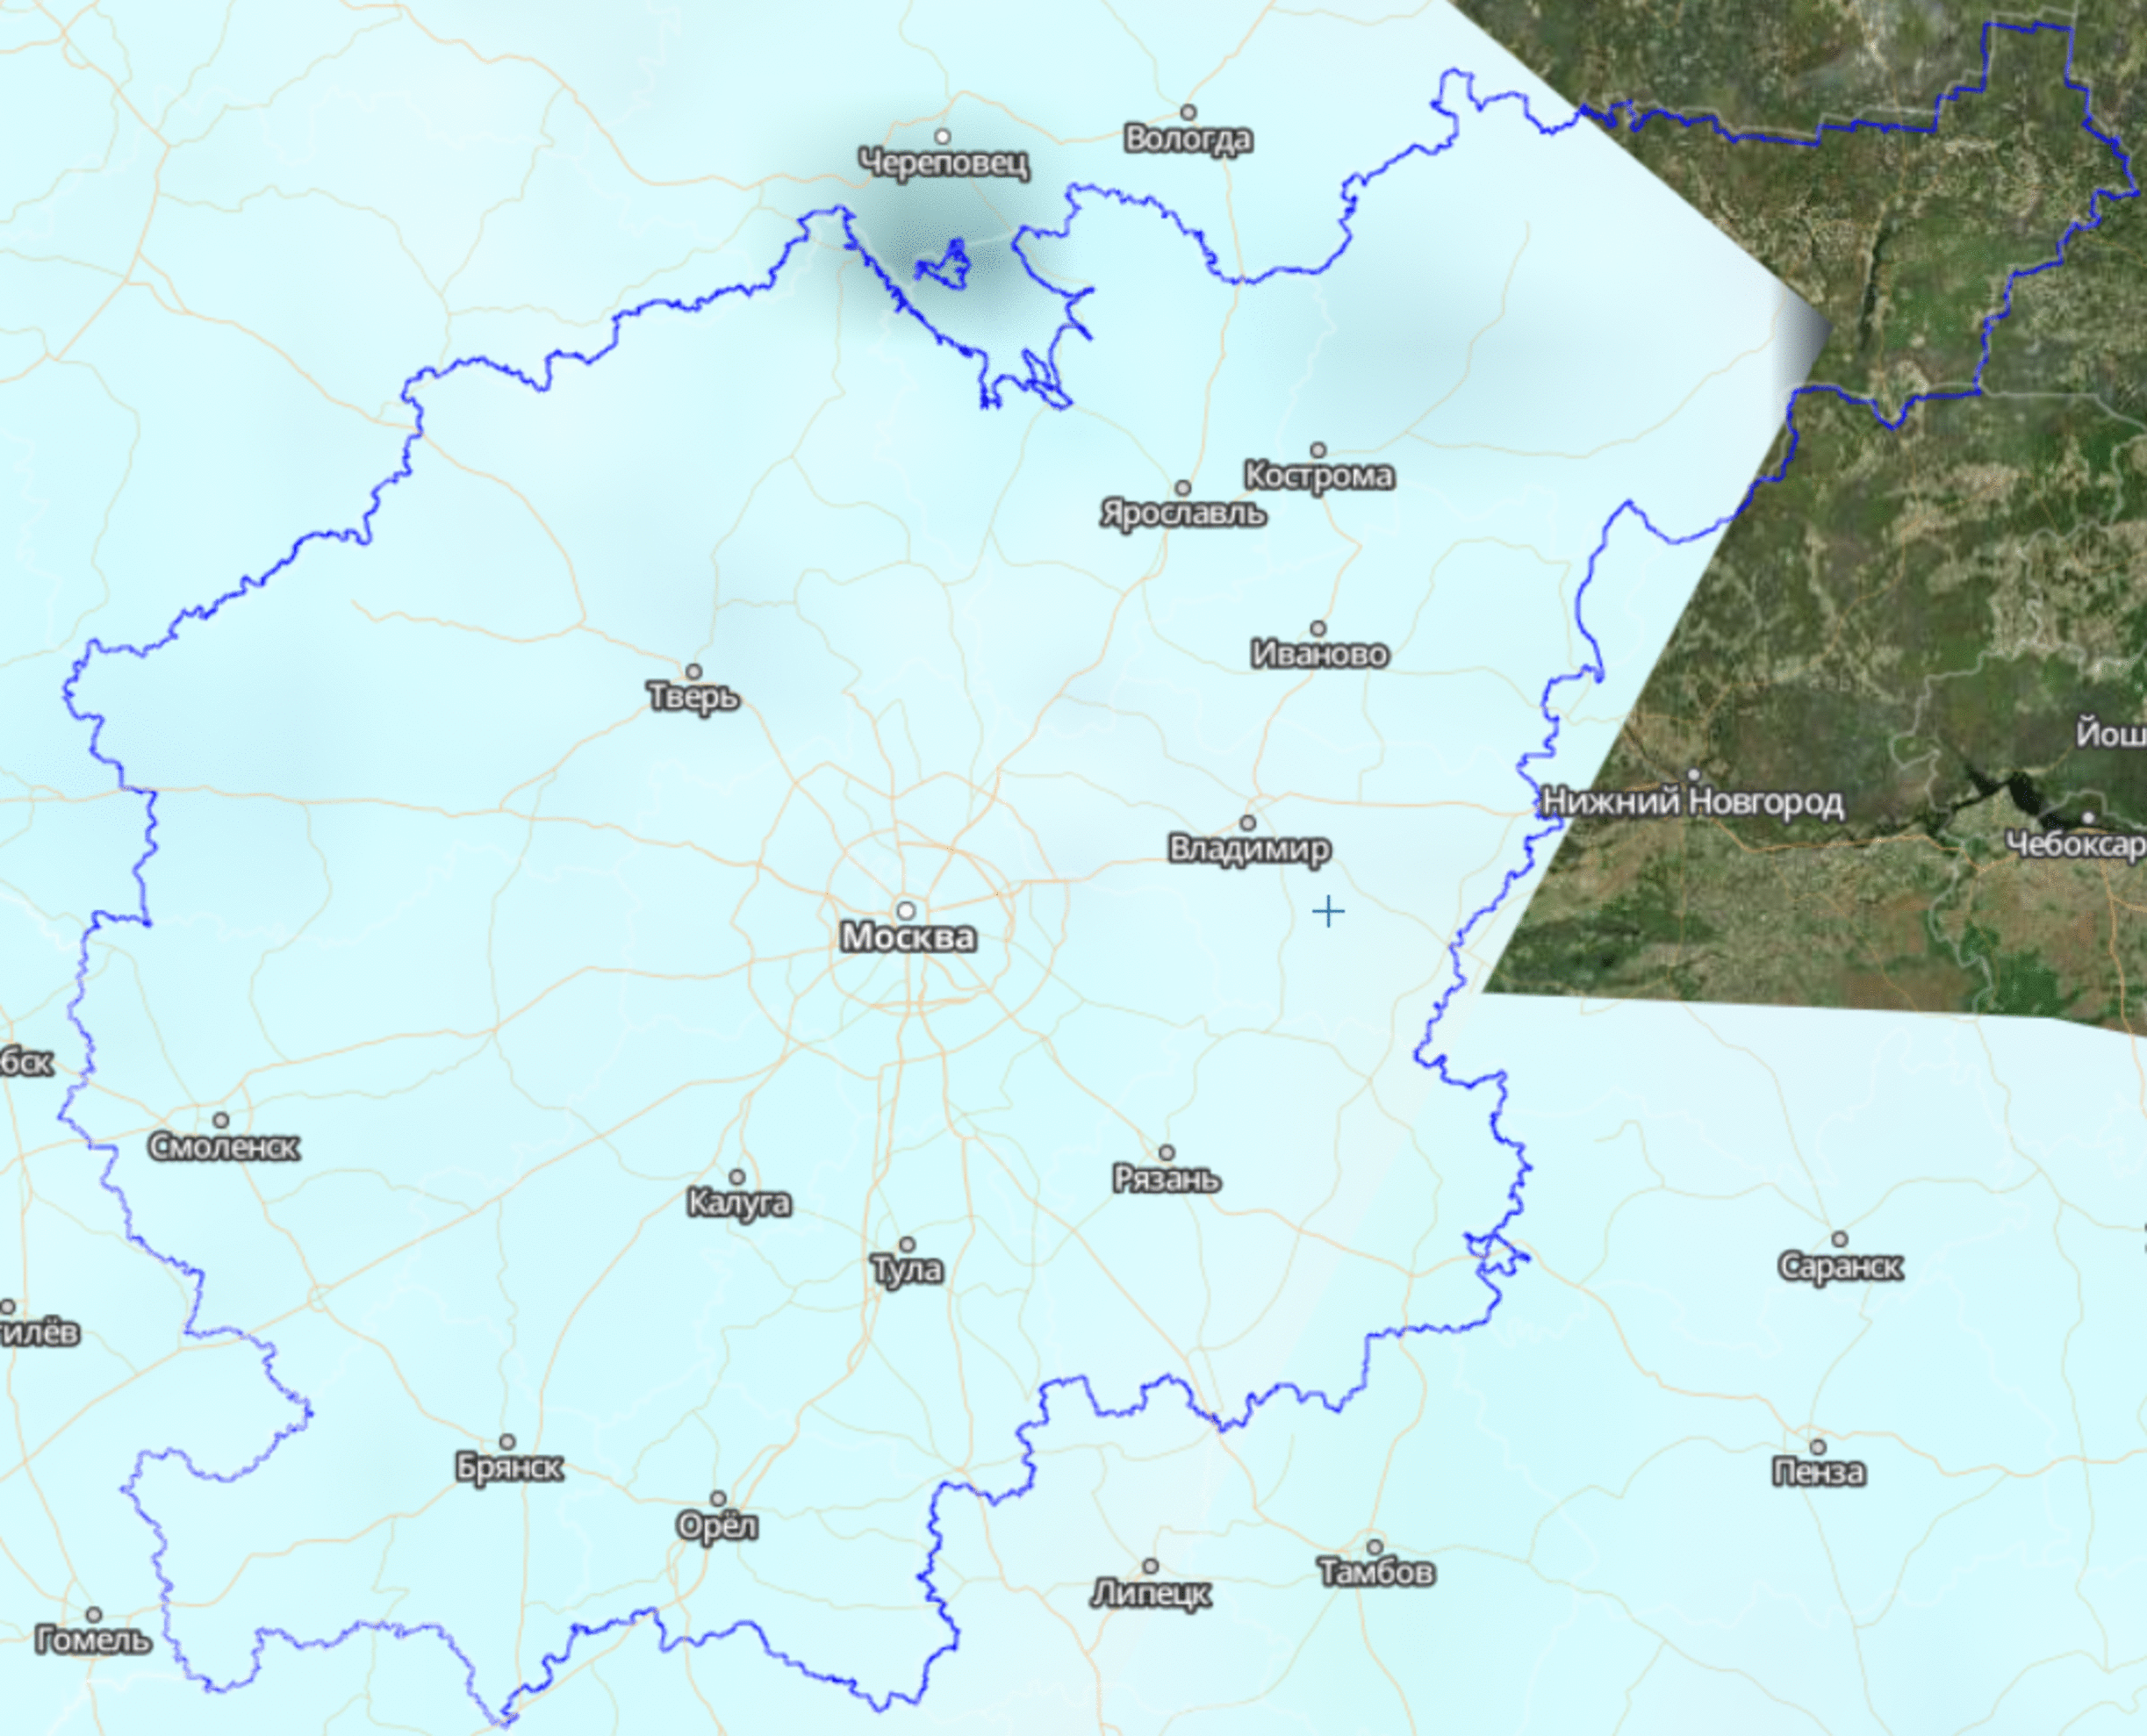 Вологда
Череповец
Кострома
Ярославль
Иваново
Тверь
Йош
Нижний Новгород
Чебоксар
Владимир
Москва
бск
Смоленск
Рязань
Калуга
Тула
Саранск
гилёв
Брянск
Пенза
Орёл
Тамбов
Липецк
Гомель